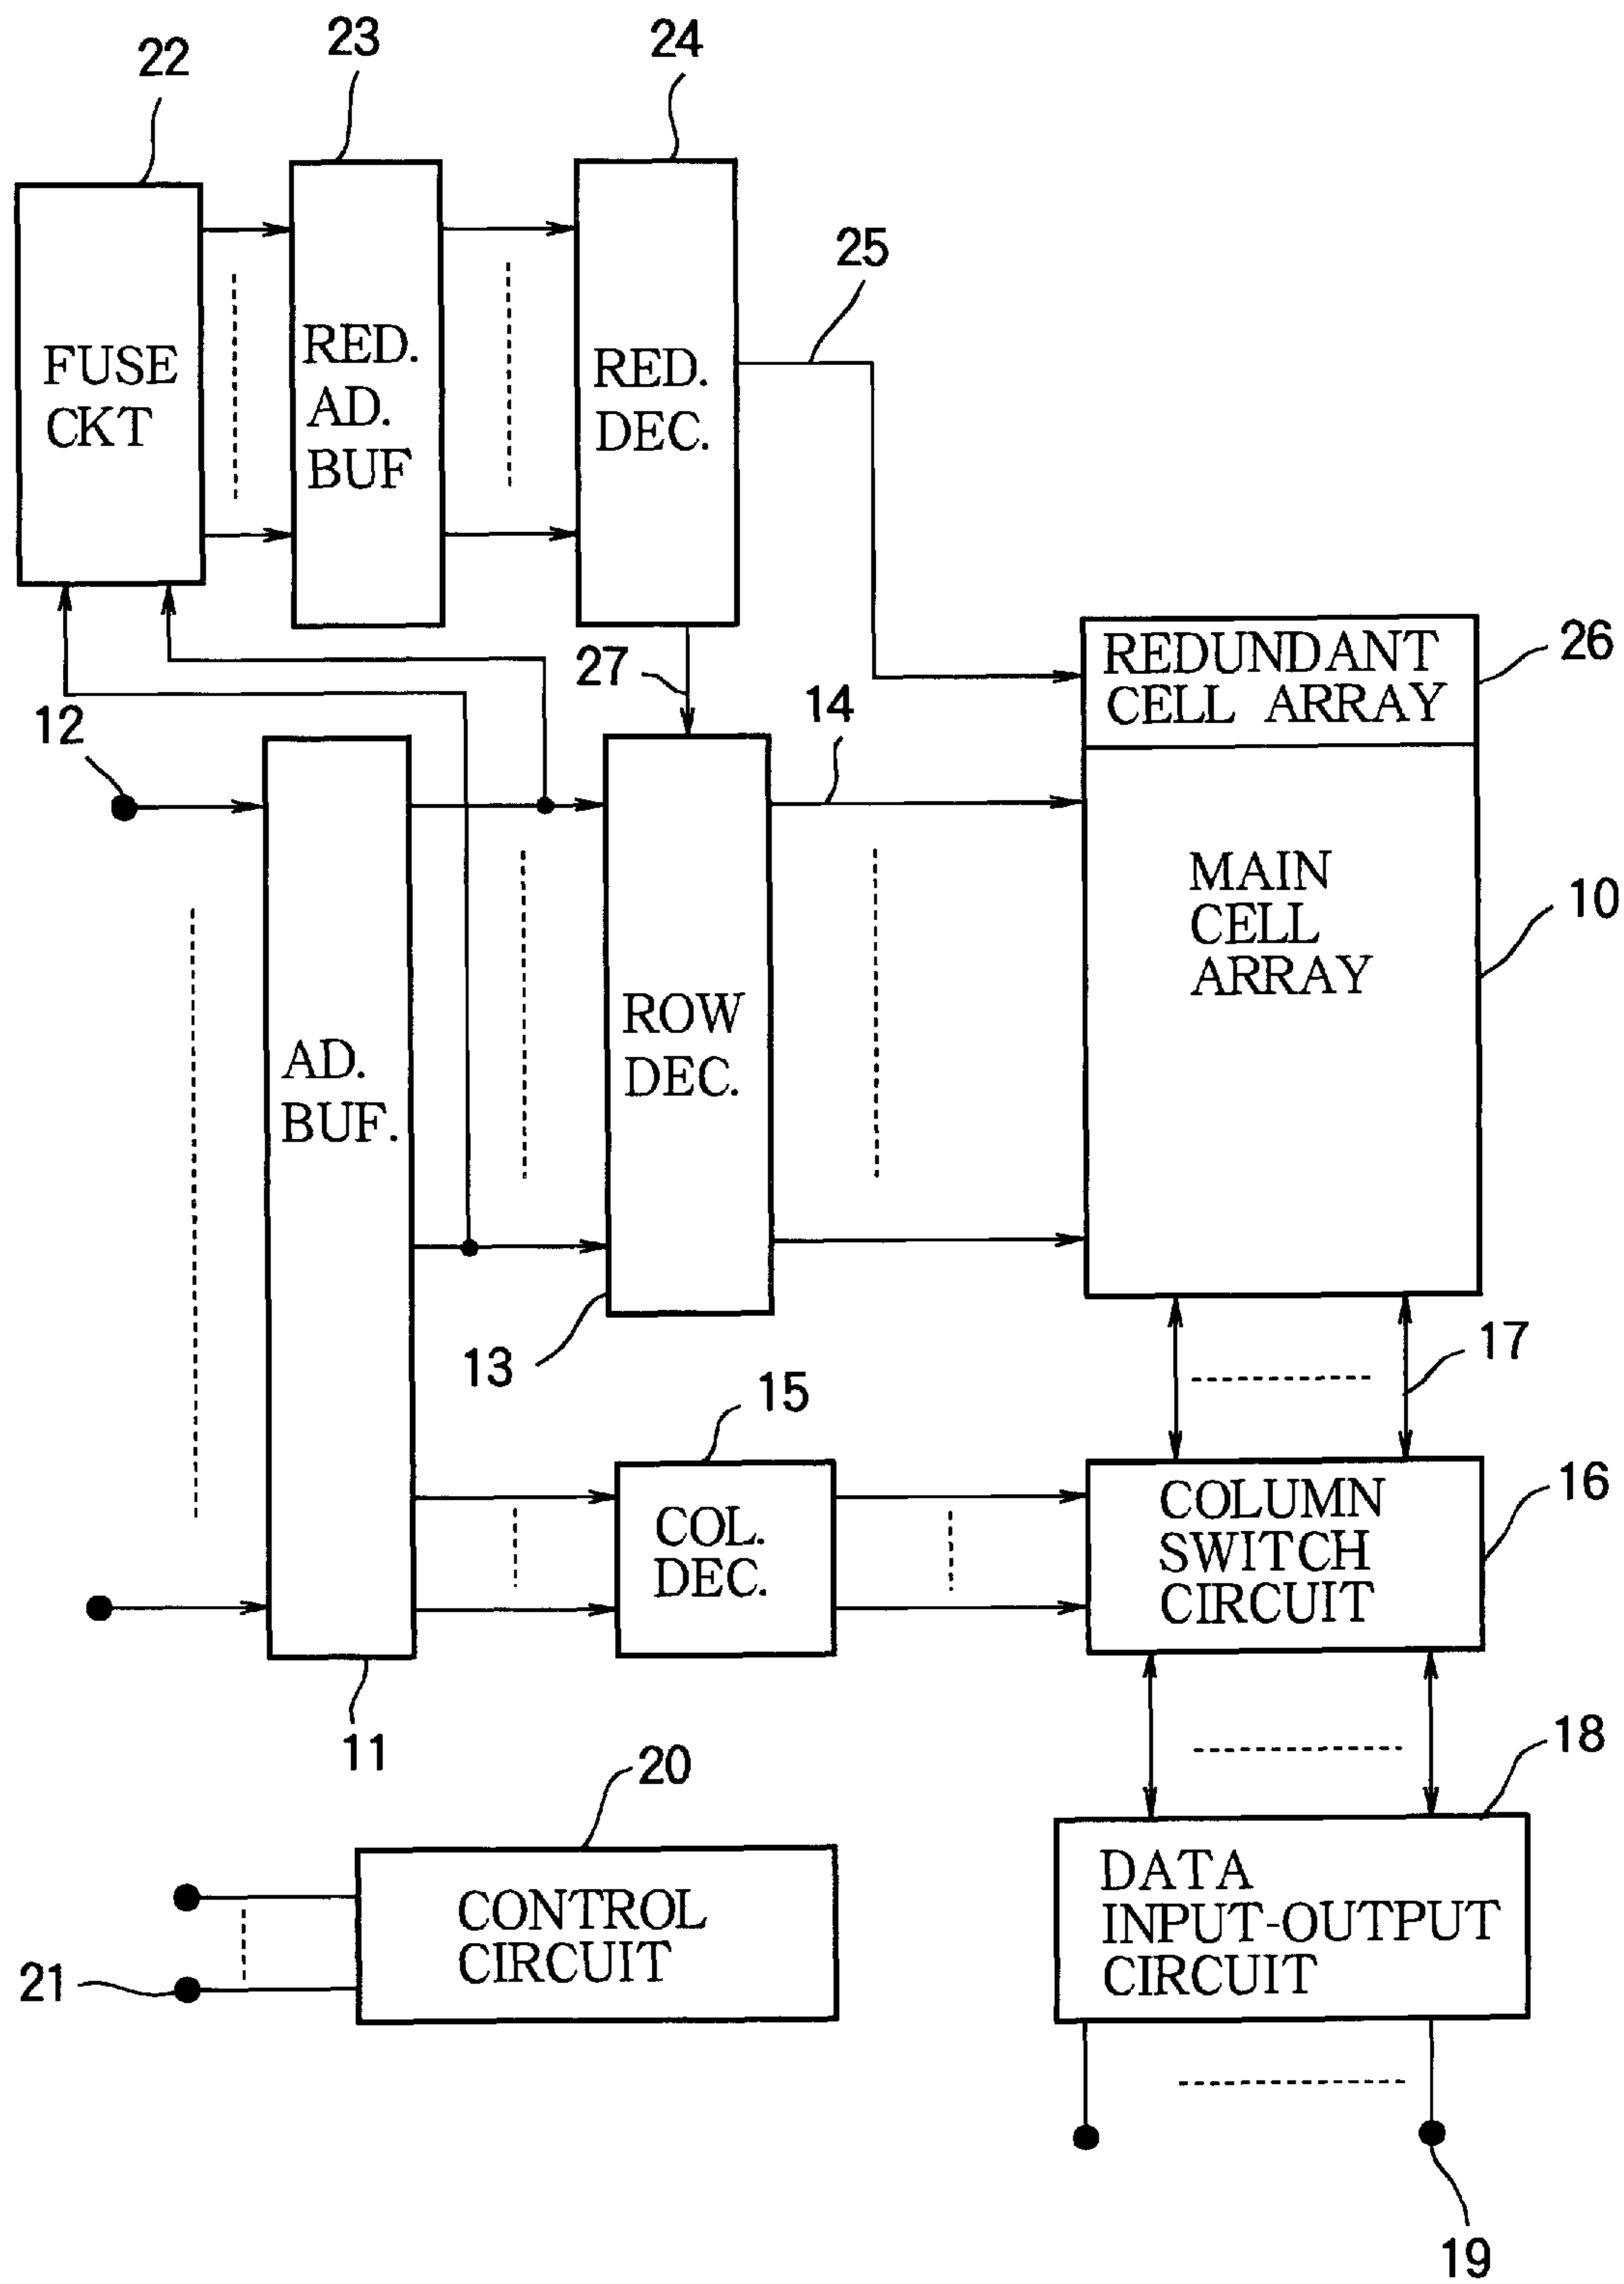 22
23
24
FUSE
CKT
RED.
AD.
BUF
RED.
DEC.
25
27
REDUNDANT
CELL ARRAY
26
12
14
MAIN
CELL
ARRAY
10
AD.
BUF.
ROW
DEC.
13
17
15
COL.
DEC.
COLUMN
SWITCH
CIRCUIT
16
11
20
18
CONTROL
CIRCUIT
21
DATA
INPUT-OUTPUT
CIRCUIT
19